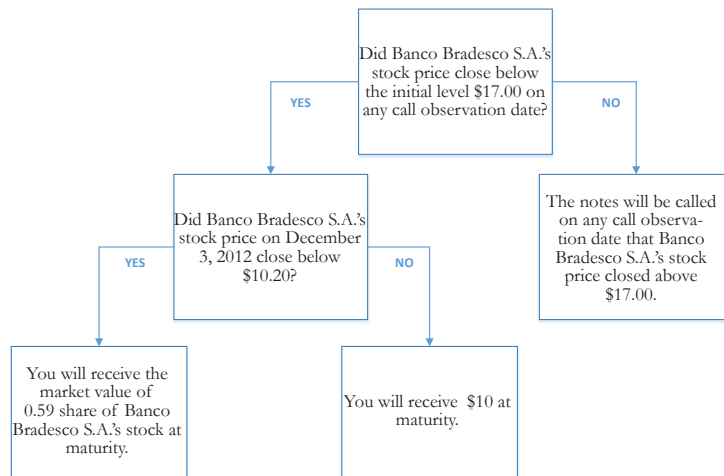 Did Banco Bradesco S.A.'s
stock price close below
the initial level $17.00 on
any call observation date?
YES
NO
Did Banco Bradesco S.A.'s
stock price on December
3, 2012 close below
$10.20?
The notes will be called
on any call observa-
tion date that Banco
Bradesco S.A.'s stock
price closed above
$17.00.
YES
NO
You will receive the
market value of
0.59 share of Banco
Bradesco S.A.'s stock at
maturity.
You will receive $10 at
maturity.